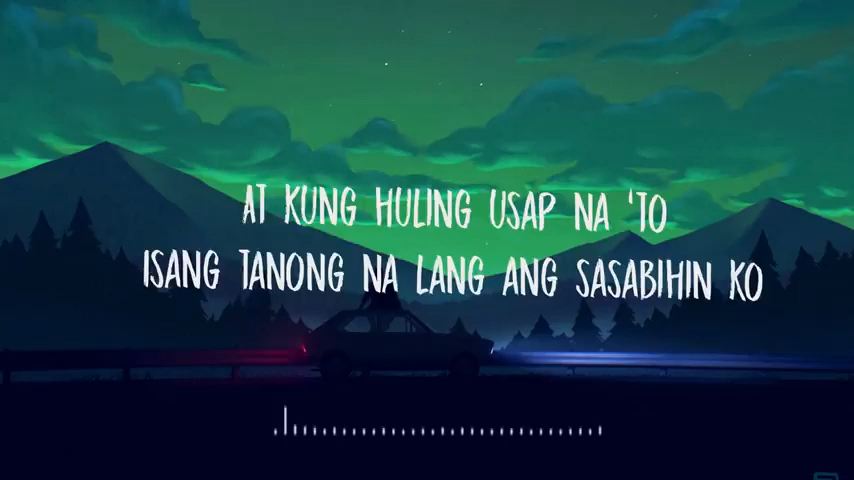 AT KUNG HULING USAP NA 'TO
ISANG TANONG NA LANG ANG SASABIHIN KO